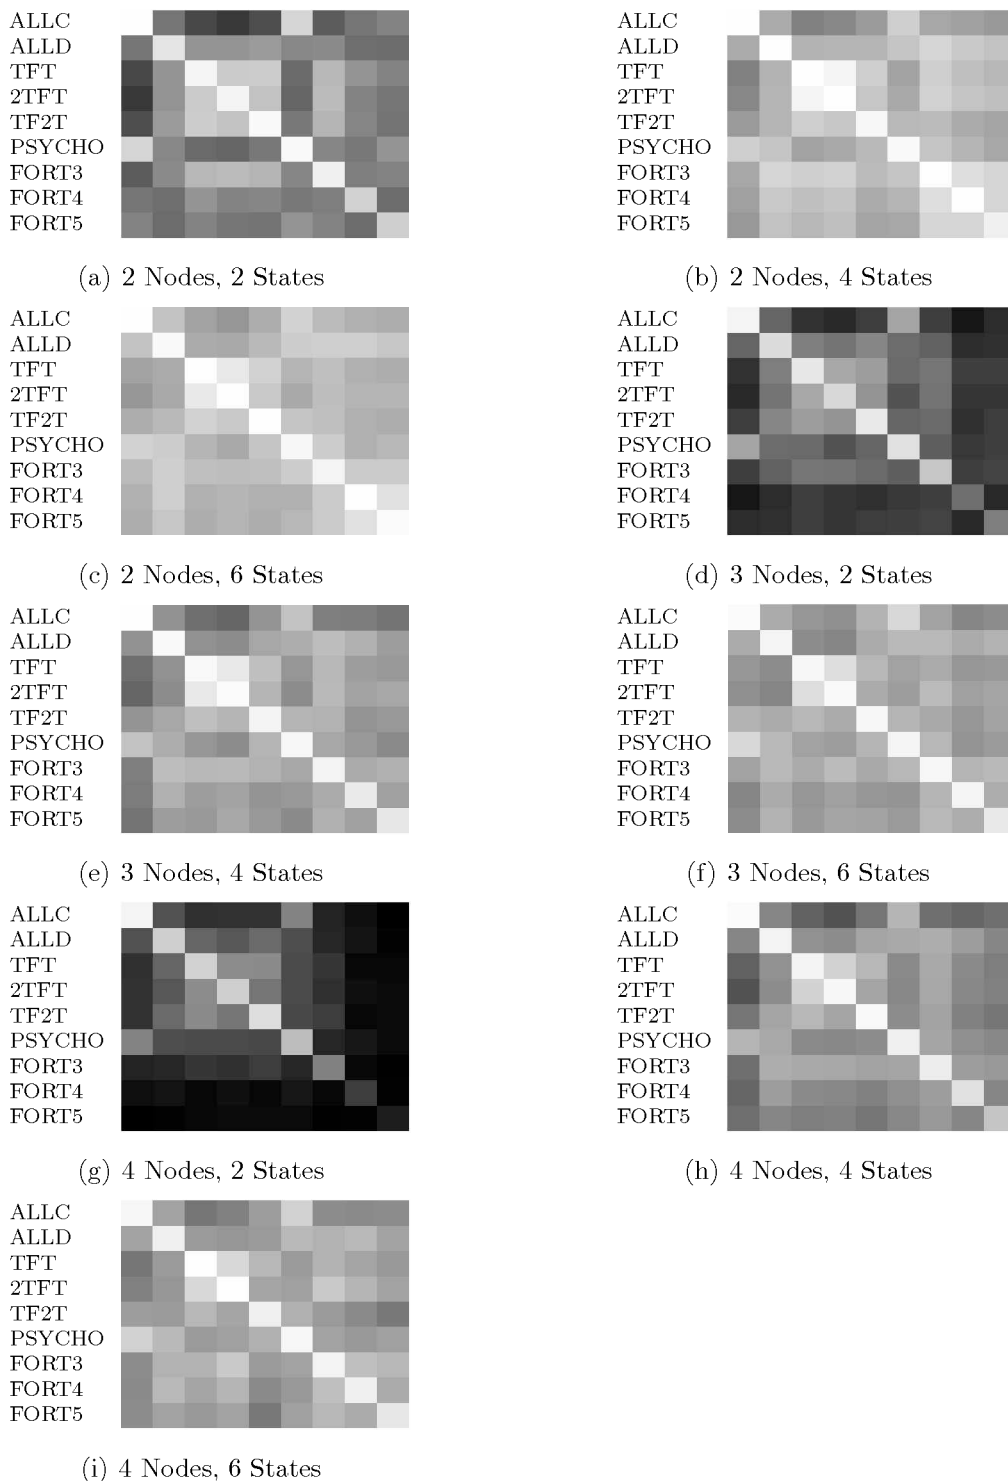 ALLC
ALLD
TFT
2TFT
TF2T
PSYCHO
FORT3
FORT4
FORT5
(a) 2 Nodes, 2 States
ALLC
ALLD
TFT
2TFT
TF2T
PSYCHO
FORT3
FORT4
FORT5
(b) 2 Nodes, 4 States
ALLC
ALLD
TFT
2TFT
TF2T
PSYCHO
FORT3
FORT4
FORT5
(c) 2 Nodes, 6 States
ALLC
ALLD
TFT
2TFT
TF2T
PSYCHO
FORT3
FORT4
FORT5
(d) 3 Nodes, 2 States
ALLC
ALLD
TFT
2TFT
TF2T
PSYCHO
FORT3
FORT4
FORT5
(e) 3 Nodes, 4 States
ALLC
ALLD
TFT
2TFT
TF2T
PSYCHO
FORT3
FORT4
FORT5
(f) 3 Nodes, 6 States
ALLC
ALLD
TFT
2TFT
TF2T
PSYCHO
FORT3
FORT4
FORT5
(g) 4 Nodes, 2 States
ALLC
ALLD
TFT
2TFT
TF2T
PSYCHO
FORT3
FORT4
FORT5
(h) 4 Nodes, 4 States
ALLC
ALLD
TFT
2TFT
TF2T
PSYCHO
FORT3
FORT4
FORT5
(i) 4 Nodes, 6 States